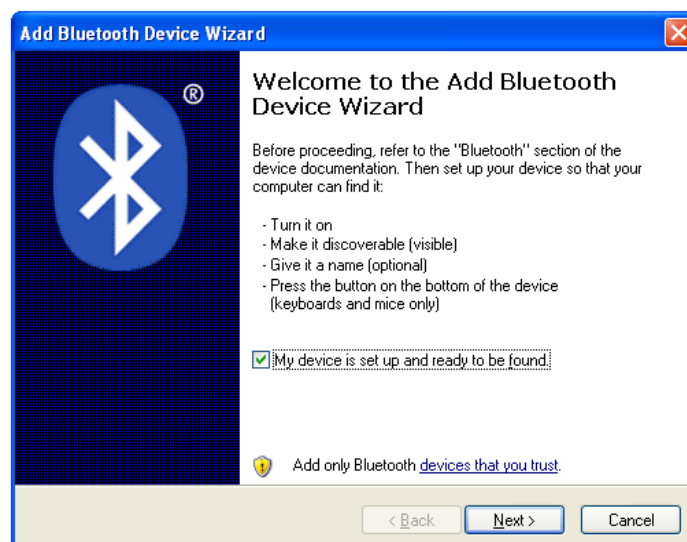 Add Bluetooth Device Wizard
®
Welcome to the Add Bluetooth
Device Wizard
Before proceeding, refer to the "Bluetooth" section of the
device documentation. Then set up your device so that your
computer can find it:
- Turn it on
- Make it discoverable (visible)
- Give it a name (optional)
- Press the button on the bottom of the device
(keyboards and mice only)
My device is set up and ready to be found.
Add only Bluetooth devices that you trust.
< Back Next > Cancel